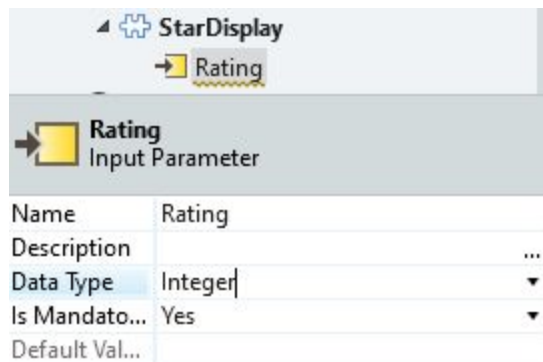 StarDisplay
Rating
Rating
Input Parameter
Name Rating
Description ...
Data Type Integer
Is Mandato... Yes
Default Val...